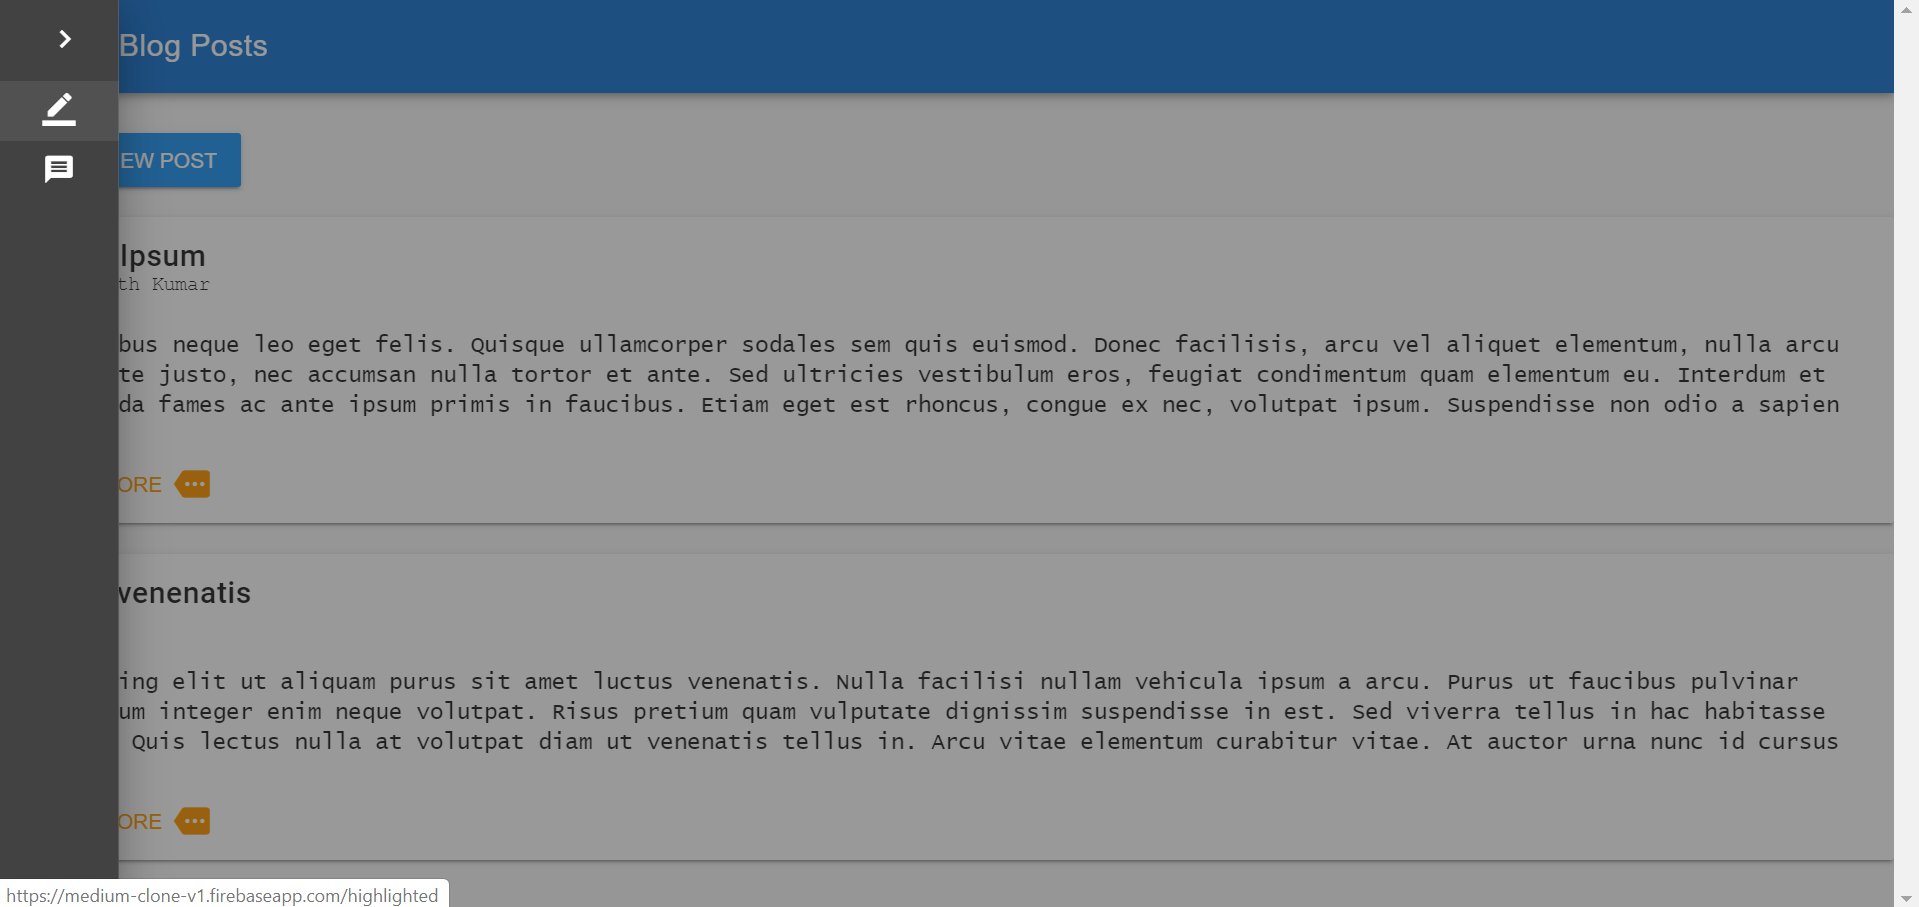 Blog Posts
EW POST
Ipsum
th Kumar
bus neque leo eget felis. Quisque ullamcorper sodales sem quis euismod. Donec facilisis, arcu vel aliquet elementum, nulla arcu
te justo, nec accumsan nulla tortor et ante. Sed ultricies vestibulum eros, feugiat condimentum quam elementum eu. Interdum et
da fames ac ante ipsum primis in faucibus. Etiam eget est rhoncus, congue ex nec, volutpat ipsum. Suspendisse non odio a sapien
ORE
venenatis
ing elit ut aliquam purus sit amet luctus venenatis. Nulla facilisi nullam vehicula ipsum a arcu. Purus ut faucibus pulvinar
um integer enim neque volutpat. Risus pretium quam vulputate dignissim suspendisse in est. Sed viverra tellus in hac habitasse
Quis lectus nulla at volutpat diam ut venenatis tellus in. Arcu vitae elementum curabitur vitae. At auctor urna nunc id cursus
ORE
https://medium-clone-v1.firebaseapp.com/highlighted